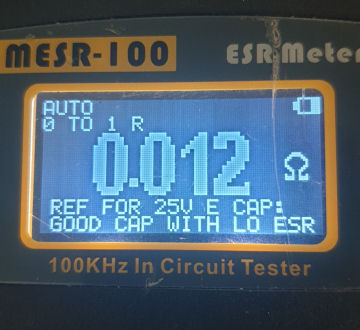 MESR-100 ESR Meter
AUTO
0 TO 1 R
0.012 Ω
REF FOR 25V E CAP:
GOOD CAP WITH LO ESR
100KHz In Circuit Tester